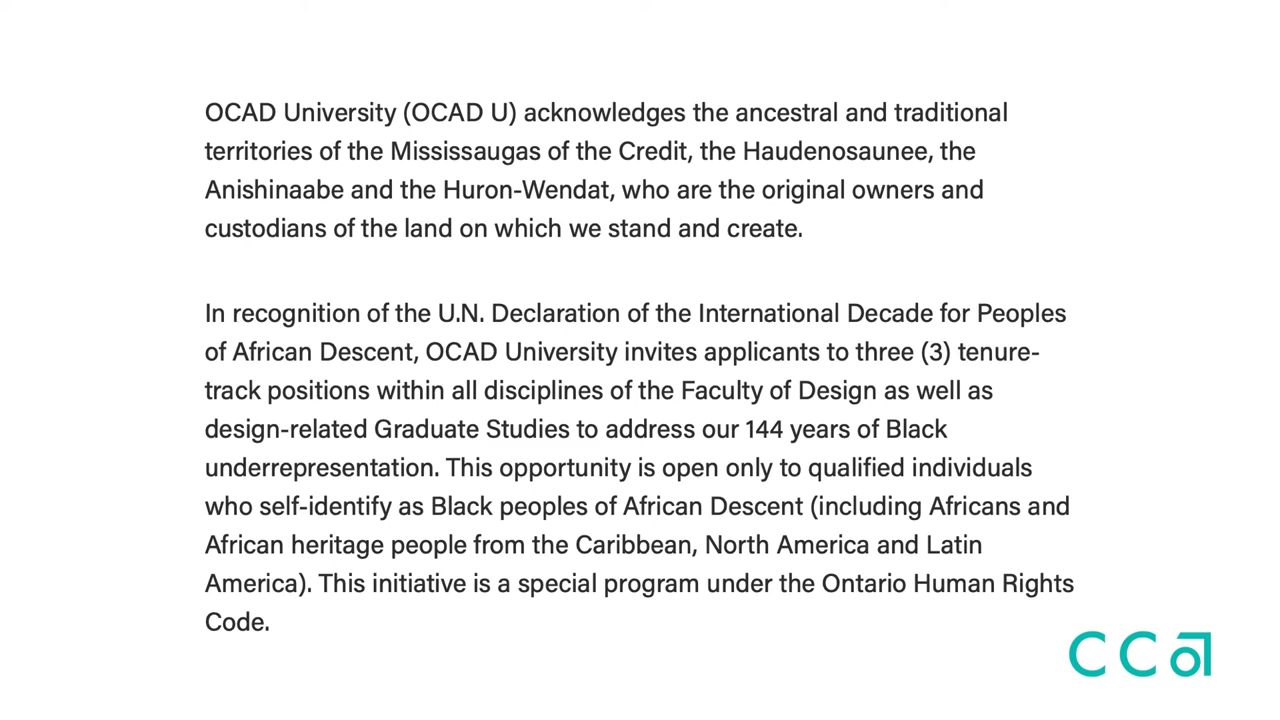 OCAD University (OCAD U) acknowledges the ancestral and traditional
territories of the Mississaugas of the Credit, the Haudenosaunee, the
Anishinaabe and the Huron-Wendat, who are the original owners and
custodians of the land on which we stand and create.
In recognition of the U.N. Declaration of the International Decade for Peoples
of African Descent, OCAD University invites applicants to three (3) tenure-
track positions within all disciplines of the Faculty of Design as well as
design-related Graduate Studies to address our 144 years of Black
underrepresentation. This opportunity is open only to qualified individuals
who self-identify as Black peoples of African Descent (including Africans and
African heritage people from the Caribbean, North America and Latin
America). This initiative is a special program under the Ontario Human Rights
Code.
CCA